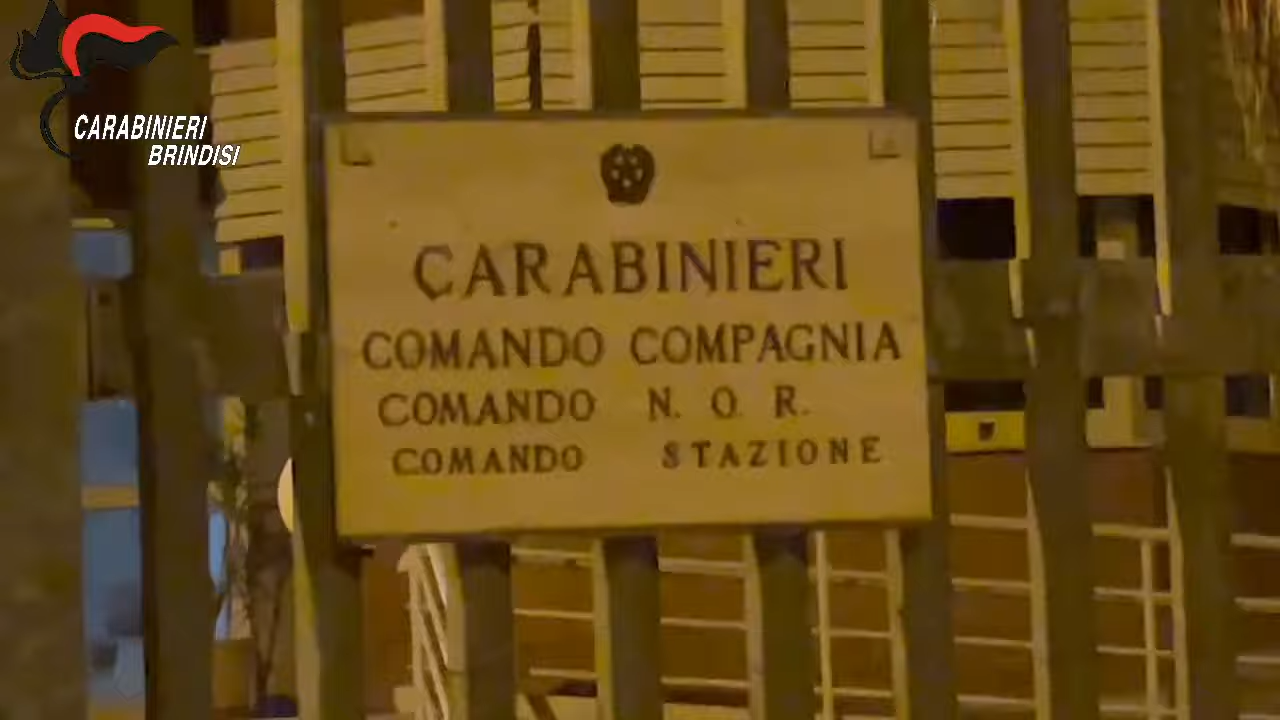 CARABINIERI
BRINDISI
CARABINIERI
COMANDO COMPAGNIA
COMANDO N. O. R.
COMANDO STAZIONE